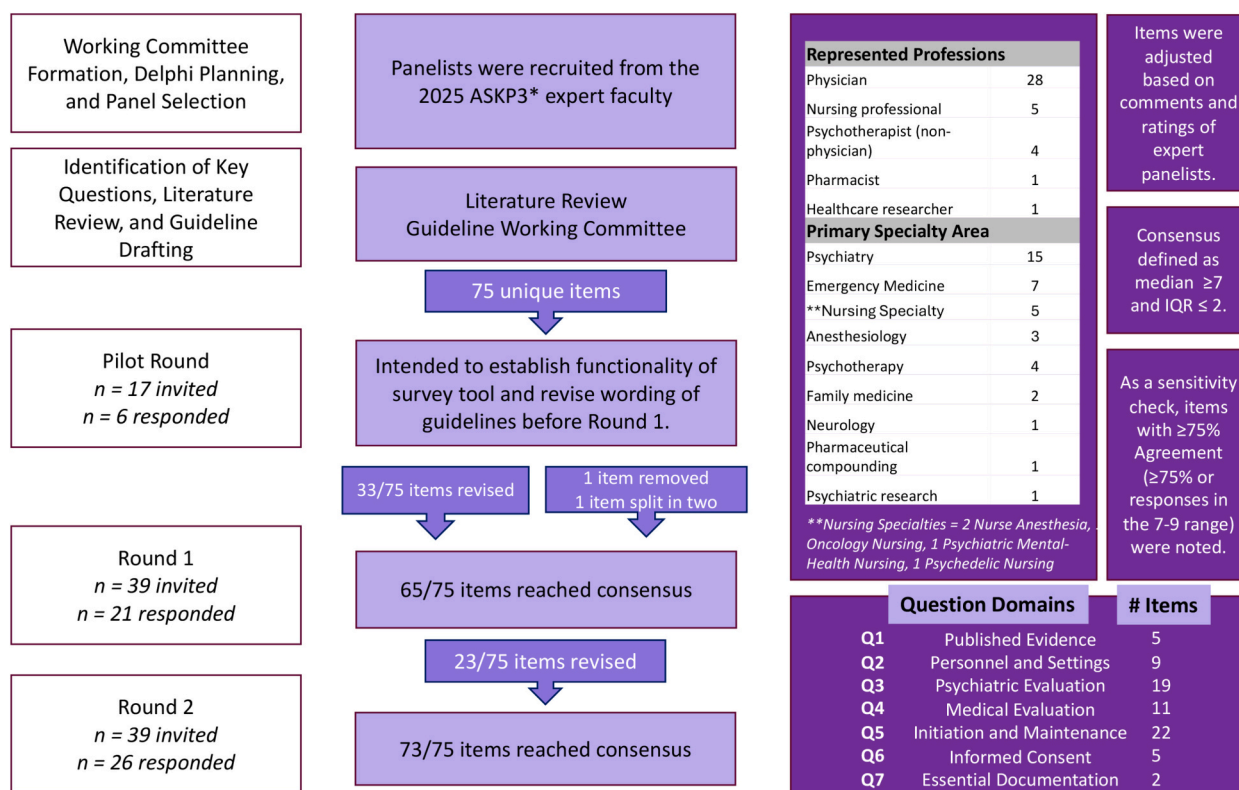 Working Committee
Formation, Delphi Planning,
and Panel Selection
Panelists were recruited from the
2025 ASKP3* expert faculty
Identification of Key
Questions, Literature
Review, and Guideline
Drafting
Literature Review
Guideline Working Committee
75 unique items
Pilot Round
n = 17 invited
n = 6 responded
Intended to establish functionality of
survey tool and revise wording of
guidelines before Round 1.
33/75 items revised
1 item removed
1 item split in two
Round 1
n = 39 invited
n = 21 responded
65/75 items reached consensus
23/75 items revised
Round 2
n = 39 invited
n = 26 responded
73/75 items reached consensus
Represented Professions
Physician 28
Nursing professional 5
Psychotherapist (non-
physician) 4
Pharmacist 1
Healthcare researcher 1
Primary Specialty Area
Psychiatry 15
Emergency Medicine 7
**Nursing Specialty 5
Anesthesiology 3
Psychotherapy 4
Family medicine 2
Neurology 1
Pharmaceutical
compounding 1
Psychiatric research 1
**Nursing Specialties = 2 Nurse Anesthesia,
Oncology Nursing, 1 Psychiatric Mental-
Health Nursing, 1 Psychedelic Nursing
Items were
adjusted
based on
comments and
ratings of
expert
panelists.
Consensus
defined as
median ≥7
and IQR ≤ 2.
As a sensitivity
check, items
with ≥75%
Agreement
(≥75% or
responses in
the 7-9 range)
were noted.
Question Domains # Items
Q1 Published Evidence 5
Q2 Personnel and Settings 9
Q3 Psychiatric Evaluation 19
Q4 Medical Evaluation 11
Q5 Initiation and Maintenance 22
Q6 Informed Consent 5
Q7 Essential Documentation 2